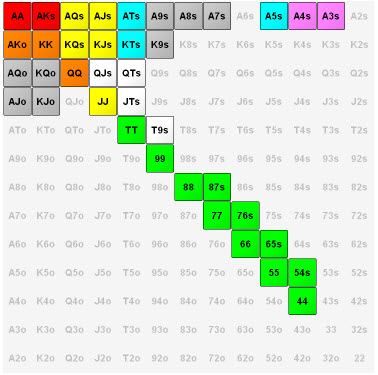 AA AKs AQs AJs ATs A9s A8s A7s A6s A5s A4s A3s A2s
AKo KK KQs KJs KTs K9s K8s K7s K6s K5s K4s K3s K2s
AQo KQo QQ QJs QTs Q9s Q8s Q7s Q6s Q5s Q4s Q3s Q2s
AJo KJo QJo JJ JTs J9s J8s J7s J6s J5s J4s J3s J2s
ATo KTo QTo JTo TT T9s T8s T7s T6s T5s T4s T3s T2s
A9o K9o Q9o J9o T9o 99 98s 97s 96s 95s 94s 93s 92s
A8o K8o Q8o J8o T8o 98o 88 87s 86s 85s 84s 83s 82s
A7o K7o Q7o J7o T7o 97o 87o 77 76s 75s 74s 73s 72s
A6o K6o Q6o J6o T6o 96o 86o 76o 66 65s 64s 63s 62s
A5o K5o Q5o J5o T5o 95o 85o 75o 65o 55 54s 53s 52s
A4o K4o Q4o J4o T4o 94o 84o 74o 64o 54o 44 43s 42s
A3o K3o Q3o J3o T3o 93o 83o 73o 63o 53o 43o 33 32s
A2o K2o Q2o J2o T2o 92o 82o 72o 62o 52o 42o 32o 22